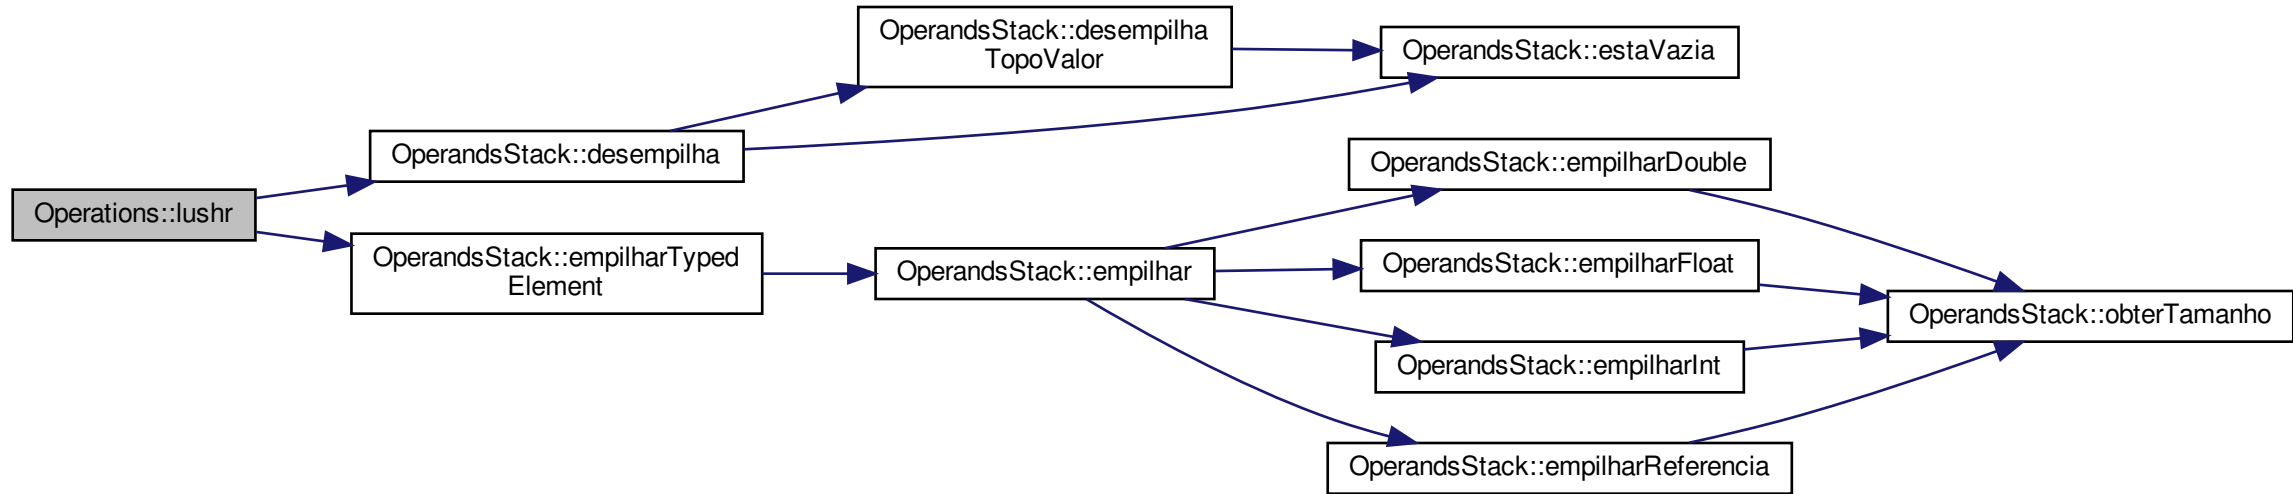 Operations::lushr
OperandsStack::desempilha
OperandsStack::empilharTyped
Element
OperandsStack::desempilha
TopoValor
OperandsStack::empilhar
OperandsStack::estaVazia
OperandsStack::empilharDouble
OperandsStack::empilharFloat
OperandsStack::empilharInt
OperandsStack::empilharReferencia
OperandsStack::obterTamanho